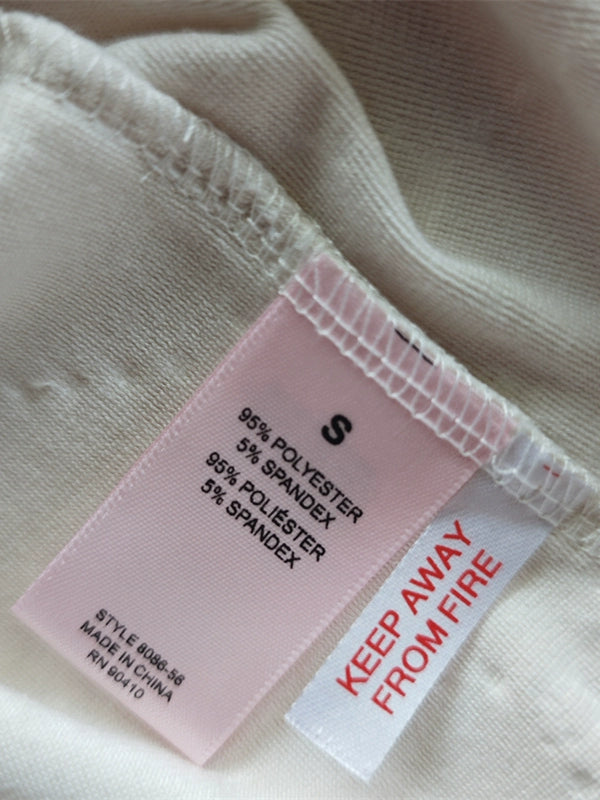 S
95% POLYESTER
5% SPANDEX
95% POLIÉSTER
5% SPANDEX
STYLE 8086-56
MADE IN CHINA
RN 90410
KEEP AWAY
FROM FIRE